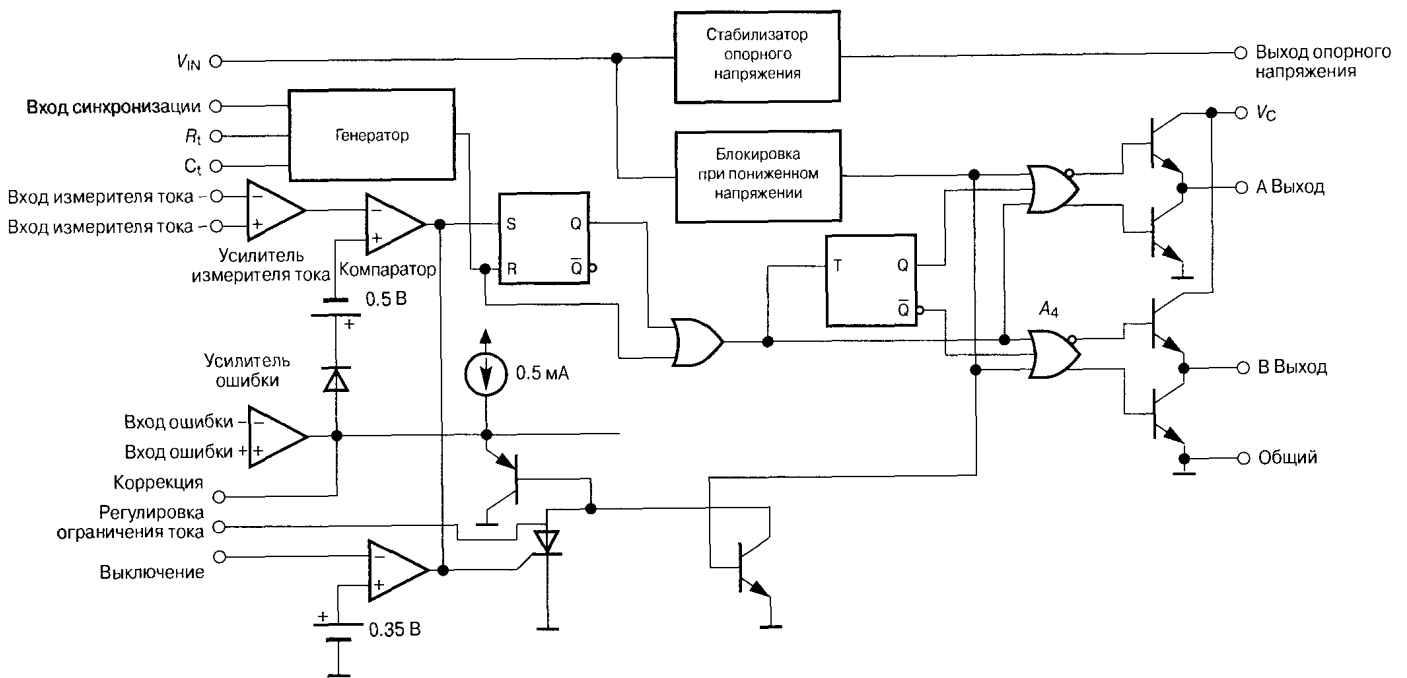 Стабилизатор
опорного
напряжения
V_IN
Выход опорного
напряжения
Вход синхронизации
R_t
C_t
Генератор
V_C
Блокировка
при пониженном
напряжении
Вход измерителя тока –
Вход измерителя тока –
−
+
Усилитель
измерителя тока
−
+
Компаратор
S
Q
R
Q̅
А Выход
T
Q
Q̅
0.5 В
+
A_4
Усилитель
ошибки
0.5 мА
В Выход
Вход ошибки –
Вход ошибки +
−
+
Общий
Коррекция
Регулировка
ограничения тока
Выключение
−
+
+
0.35 В